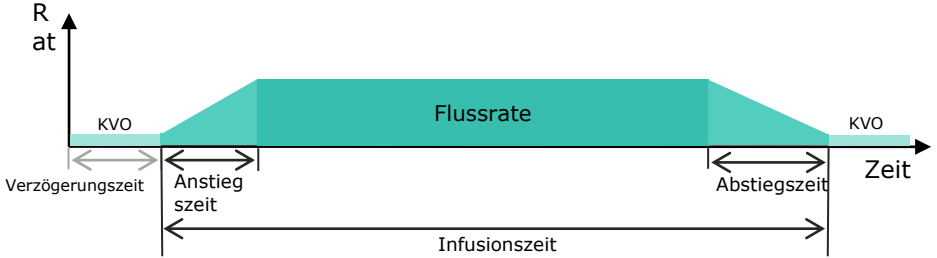 R
at
KVO
Flussrate
KVO
Zeit
Verzögerungszeit
Anstieg
szeit
Abstiegszeit
Infusionszeit